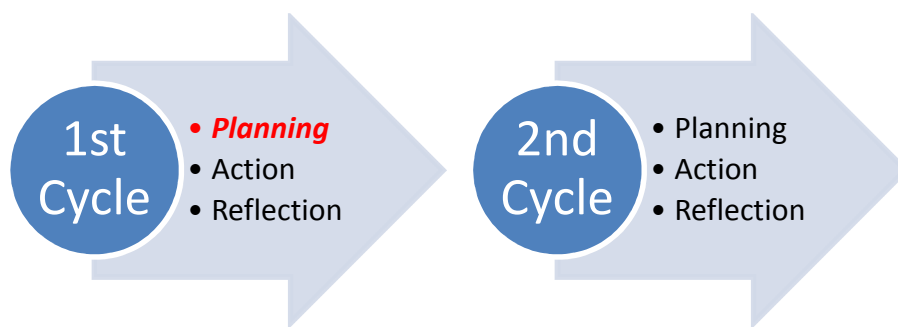 1st
Cycle
• Planning
• Action
• Reflection
2nd
Cycle
• Planning
• Action
• Reflection